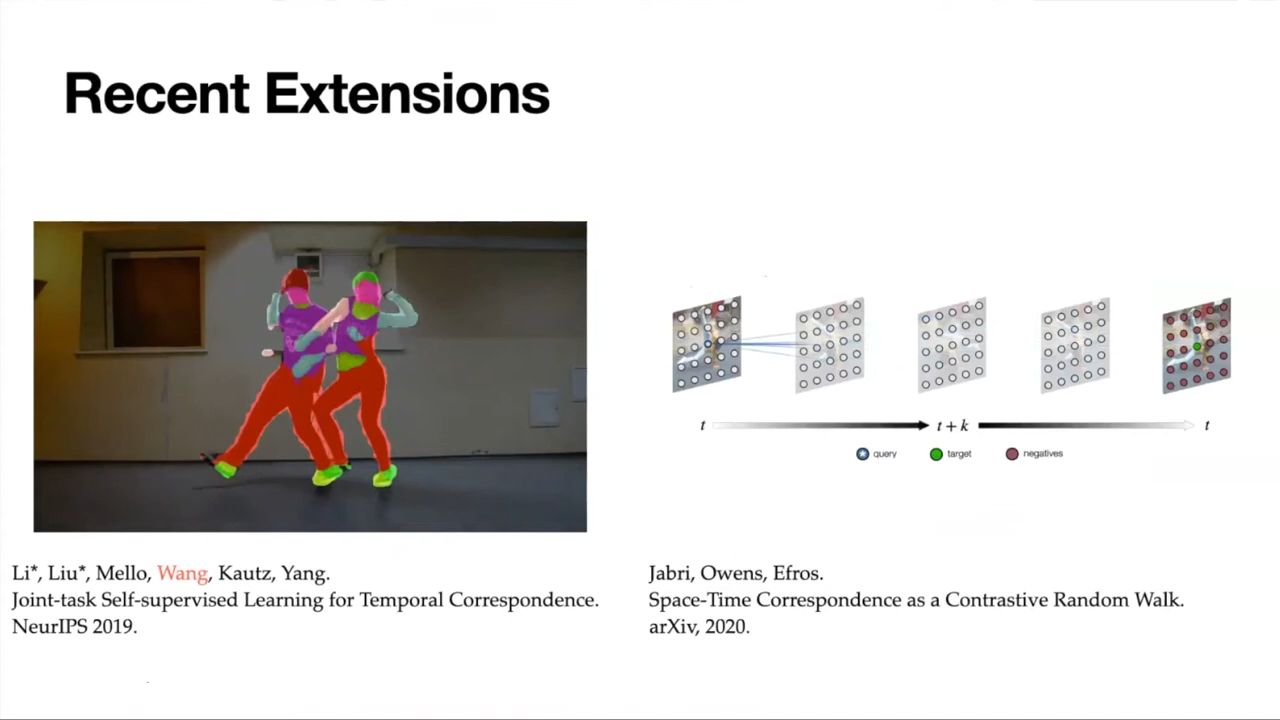 Recent Extensions
t
t + k
t
query
target
negatives
Li*, Liu*, Mello, Wang, Kautz, Yang.
Joint-task Self-supervised Learning for Temporal Correspondence.
NeurIPS 2019.
Jabri, Owens, Efros.
Space-Time Correspondence as a Contrastive Random Walk.
arXiv, 2020.